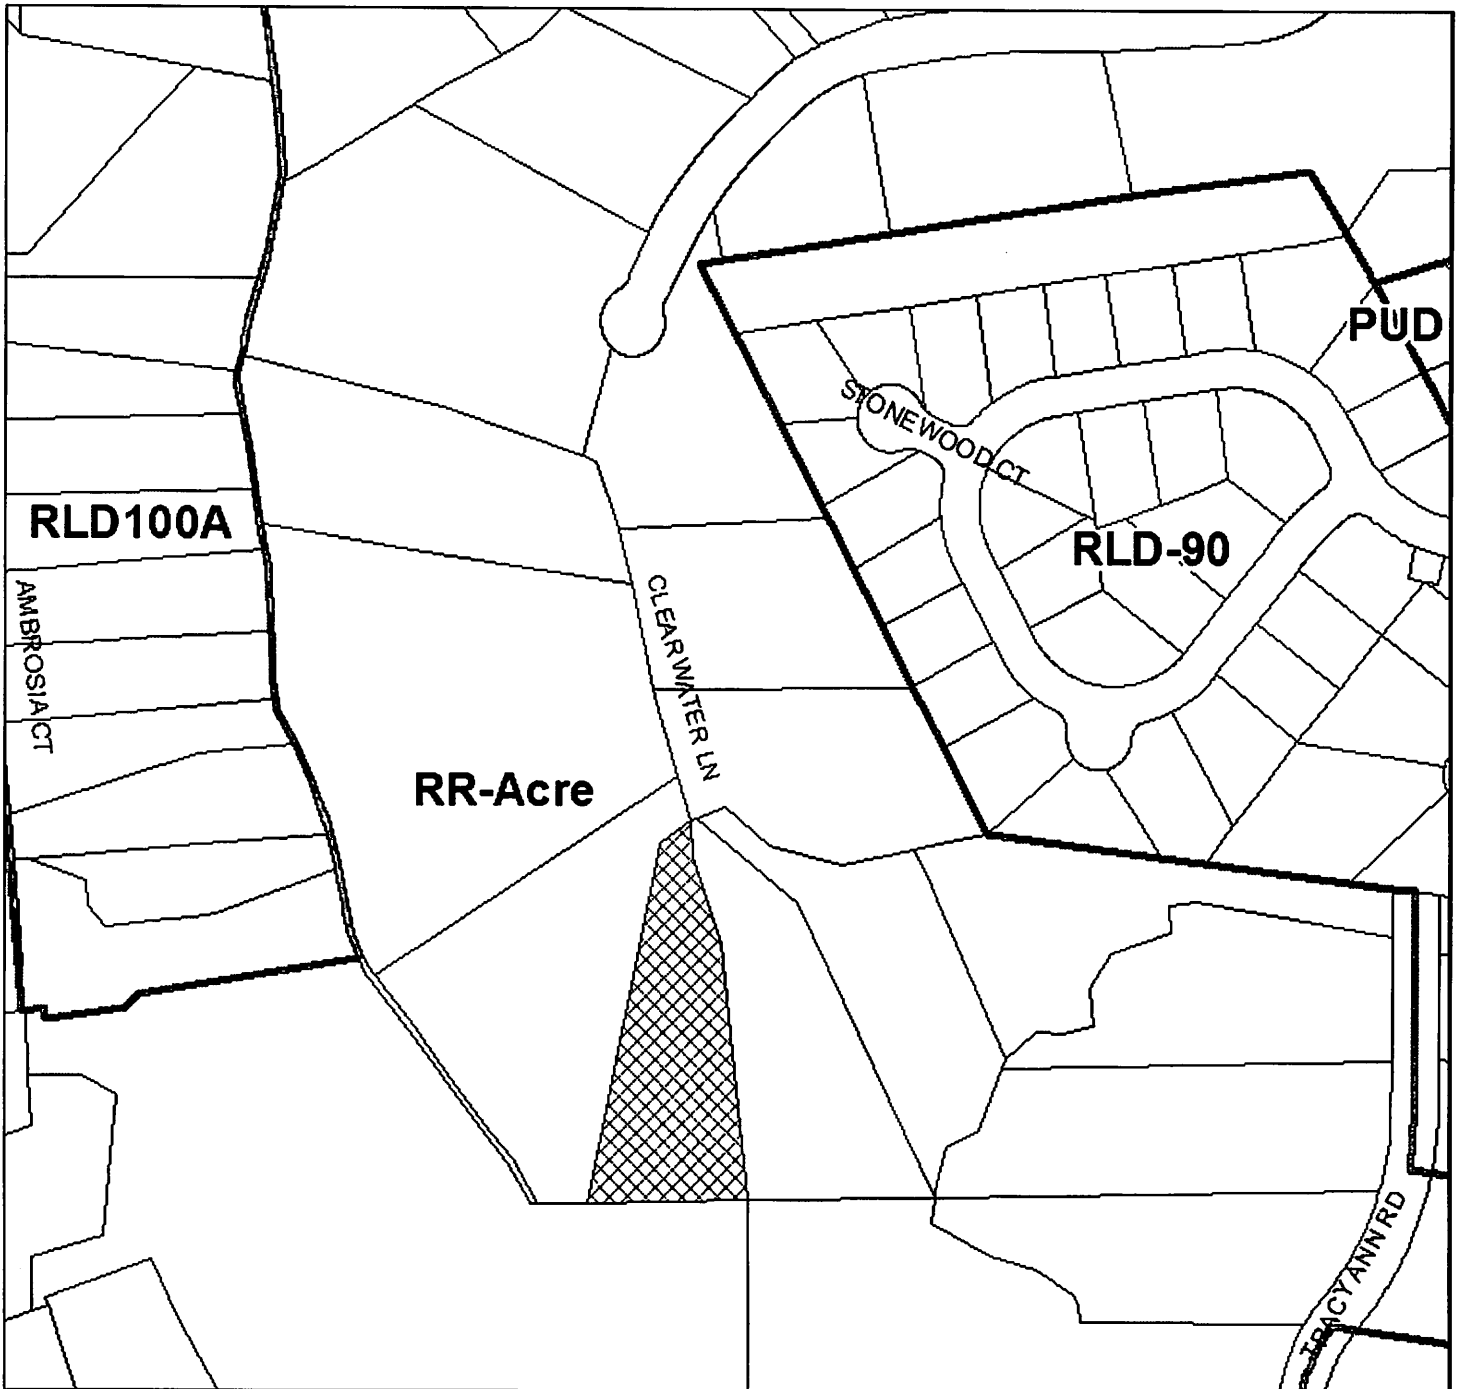 PUD
STONEWOOD CT
RLD100A
RLD-90
AMBROSIA CT
CLEARWATER LN
RR-Acre
TRACY ANN RD